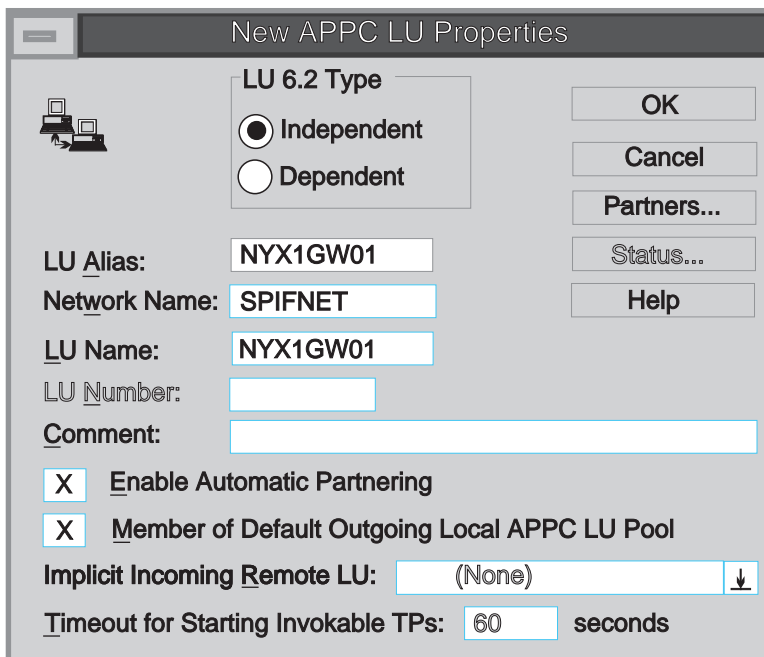 New APPC LU Properties
LU 6.2 Type
Independent
Dependent
OK
Cancel
Partners...
Status...
Help
LU Alias: NYX1GW01
Network Name: SPIFNET
LU Name: NYX1GW01
LU Number:
Comment:
X Enable Automatic Partnering
X Member of Default Outgoing Local APPC LU Pool
Implicit Incoming Remote LU: (None)
Timeout for Starting Invokable TPs: 60 seconds